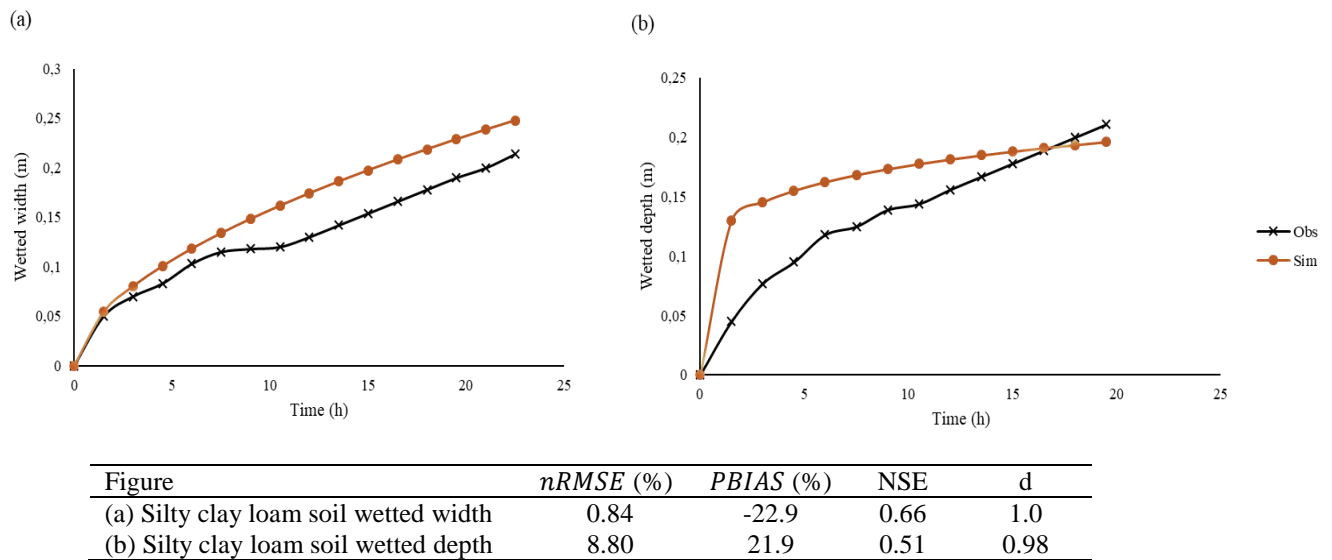 (a)
0,3
0,25
0,2
0,15
0,1
0,05
0
Wetted width (m)
0 5 10 15 20 25
Time (h)
(b)
0,25
0,2
0,15
0,1
0,05
0
Wetted depth (m)
0 5 10 15 20 25
Time (h)
Obs
Sim
Figure nRMSE (%) PBIAS (%) NSE d
(a) Silty clay loam soil wetted width 0.84 -22.9 0.66 1.0
(b) Silty clay loam soil wetted depth 8.80 21.9 0.51 0.98